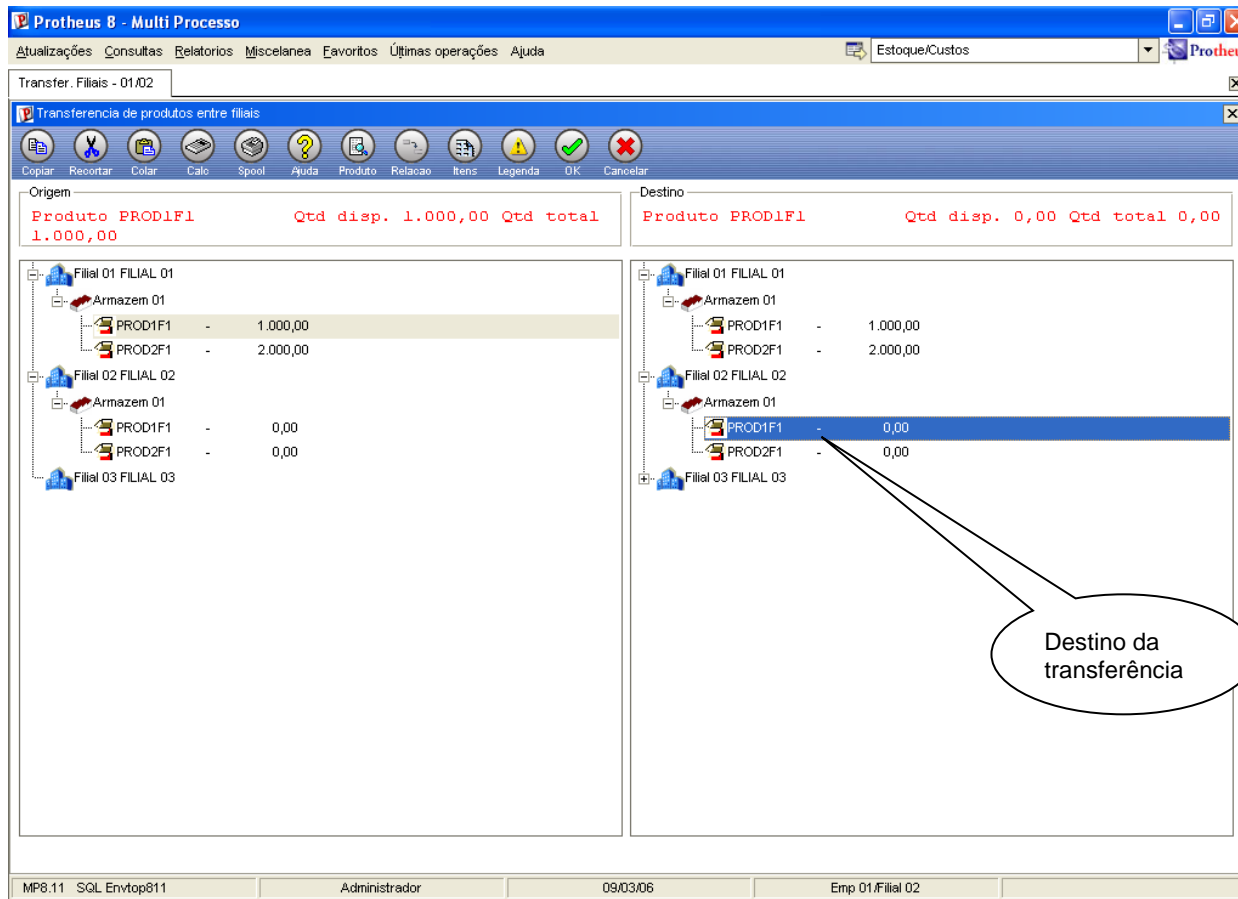 Protheus 8 - Multi Processo
Atualizações Consultas Relatorios Miscelanea Favoritos Últimas operações Ajuda
Estoque/Custos
Transfer. Filiais - 01/02
Transferencia de produtos entre filiais
Copiar Recortar Colar Calc Spool Ajuda Produto Relacao Itens Legenda OK Cancelar
Origem
Produto PROD1F1 Qtd disp. 1.000,00 Qtd total
1.000,00
Filial 01 FILIAL 01
Armazem 01
PROD1F1 - 1.000,00
PROD2F1 - 2.000,00
Filial 02 FILIAL 02
Armazem 01
PROD1F1 - 0,00
PROD2F1 - 0,00
Filial 03 FILIAL 03
Destino
Produto PROD1F1 Qtd disp. 0,00 Qtd total 0,00
Filial 01 FILIAL 01
Armazem 01
PROD1F1 - 1.000,00
PROD2F1 - 2.000,00
Filial 02 FILIAL 02
Armazem 01
PROD1F1 - 0,00
PROD2F1 - 0,00
Filial 03 FILIAL 03
Destino da
transferência
MP8.11 SQL Envtop811 Administrador 09/03/06 Emp 01/Filial 02